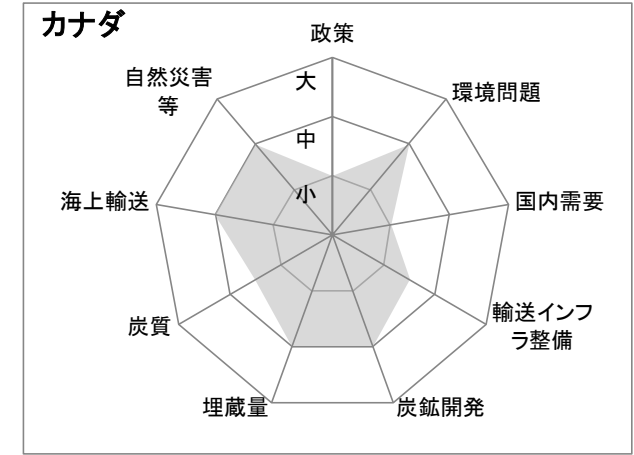 カナダ
政策
環境問題
国内需要
輸送インフ
ラ整備
炭鉱開発
埋蔵量
炭質
海上輸送
自然災害
等
大
中
小